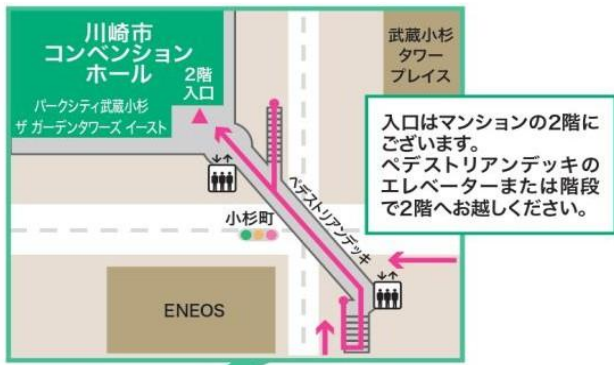 川崎市
コンベンション
ホール
2階
入口
パークシティ武蔵小杉
ザ ガーデンタワーズ イースト
武蔵小杉
タワー
プレイス
入口はマンションの2階に
ございます。
ペデストリアンデッキの
エレベーターまたは階段
で2階へお越しください。
ペデストリアンデッキ
小杉町
ENEOS